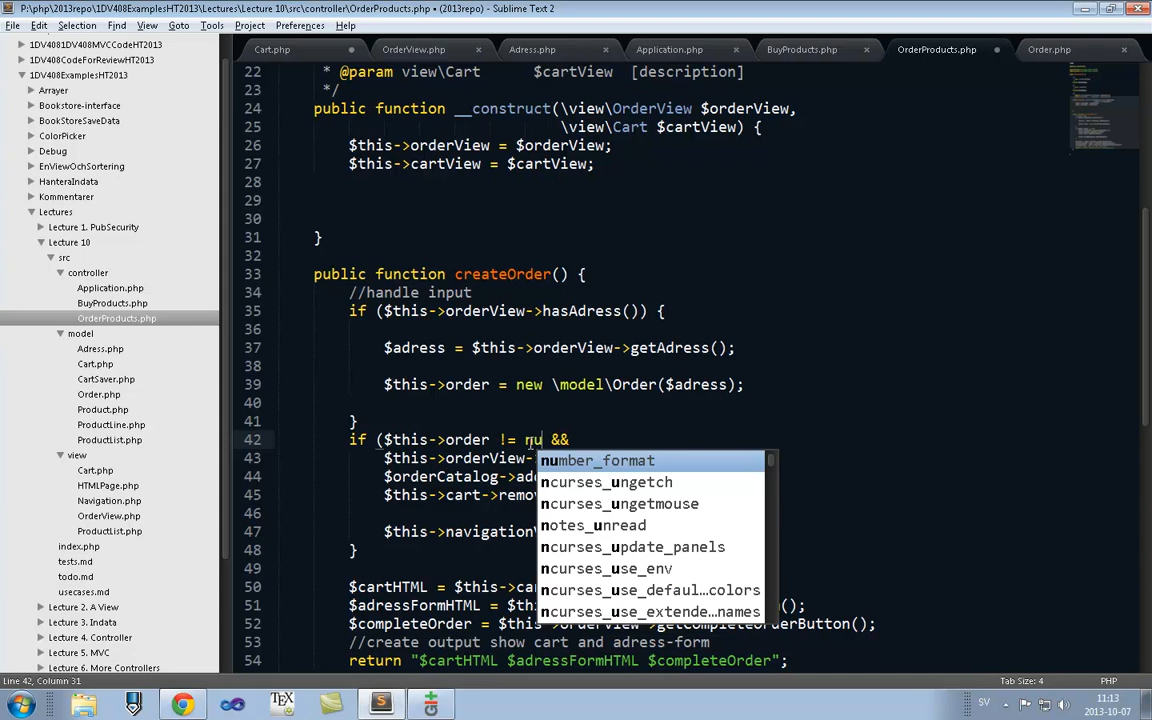 P:\php\2013repo\1DV408ExamplesHT2013\Lectures\Lecture 10\src\controller\OrderProducts.php • (2013repo) - Sublime Text 2
File Edit Selection Find View Goto Tools Project Preferences Help
1DV4081DV408MVCCodeHT2013
1DV408CodeForReviewHT2013
1DV408ExamplesHT2013
Arrayer
Bookstore-interface
BookStoreSaveData
ColorPicker
Debug
EnViewOchSortering
HanteraIndata
Kommentarer
Lectures
Lecture 1. PubSecurity
Lecture 10
src
controller
Application.php
BuyProducts.php
OrderProducts.php
model
Adress.php
Cart.php
CartSaver.php
Order.php
Product.php
ProductLine.php
ProductList.php
view
Cart.php
HTMLPage.php
Navigation.php
OrderView.php
ProductList.php
index.php
tests.md
todo.md
usecases.md
Lecture 2. A View
Lecture 3. Indata
Lecture 4. Controller
Lecture 5. MVC
Lecture 6. More Controllers
Cart.php OrderView.php Adress.php Application.php BuyProducts.php OrderProducts.php Order.php
22 * @param view\Cart $cartView [description]
23 */
24 public function __construct(\view\OrderView $orderView,
25 \view\Cart $cartView) {
26 $this->orderView = $orderView;
27 $this->cartView = $cartView;
28
29
30
31 }
32
33 public function createOrder() {
34 //handle input
35 if ($this->orderView->hasAdress()) {
36
37 $adress = $this->orderView->getAdress();
38
39 $this->order = new \model\Order($adress);
40
41 }
42 if ($this->order != nu &&
43 $this->orderView-
44 $orderCatalog->ad
45 $this->cart->remov
46
47 $this->navigationV
48 }
49
50 $cartHTML = $this->ca
51 $adressFormHTML = $th ();
52 $completeOrder = $this->orderView->getCompleteOrderButton();
53 //create output show cart and adress-form
54 return "$cartHTML $adressFormHTML $completeOrder";
number_format
ncurses_ungetch
ncurses_ungetmouse
notes_unread
ncurses_update_panels
ncurses_use_env
ncurses_use_defaul...colors
ncurses_use_extende...names
Line 42, Column 31 Tab Size: 4 PHP
SV 11:13
2013-10-07